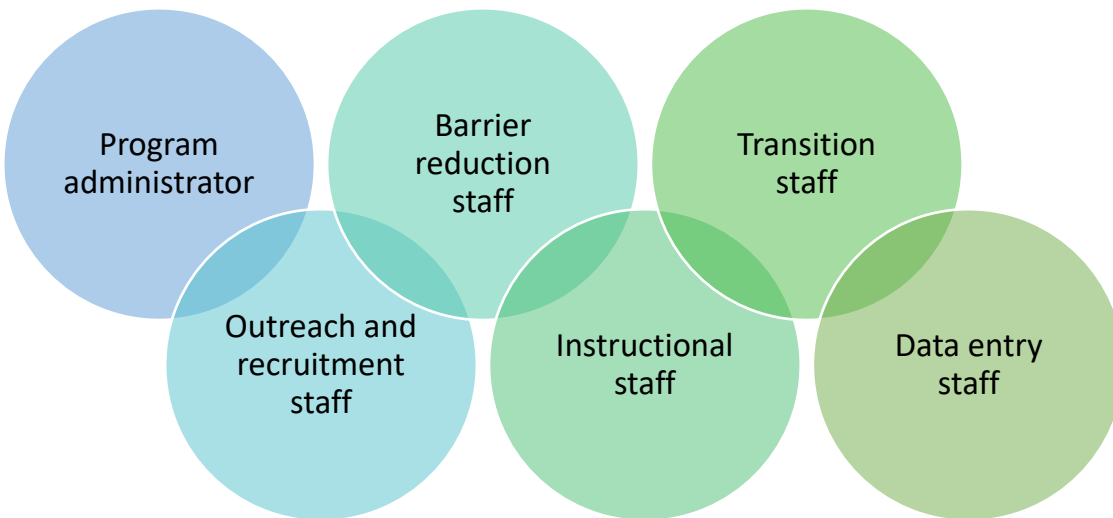 Program
administrator
Barrier
reduction
staff
Transition
staff
Outreach and
recruitment
staff
Instructional
staff
Data entry
staff